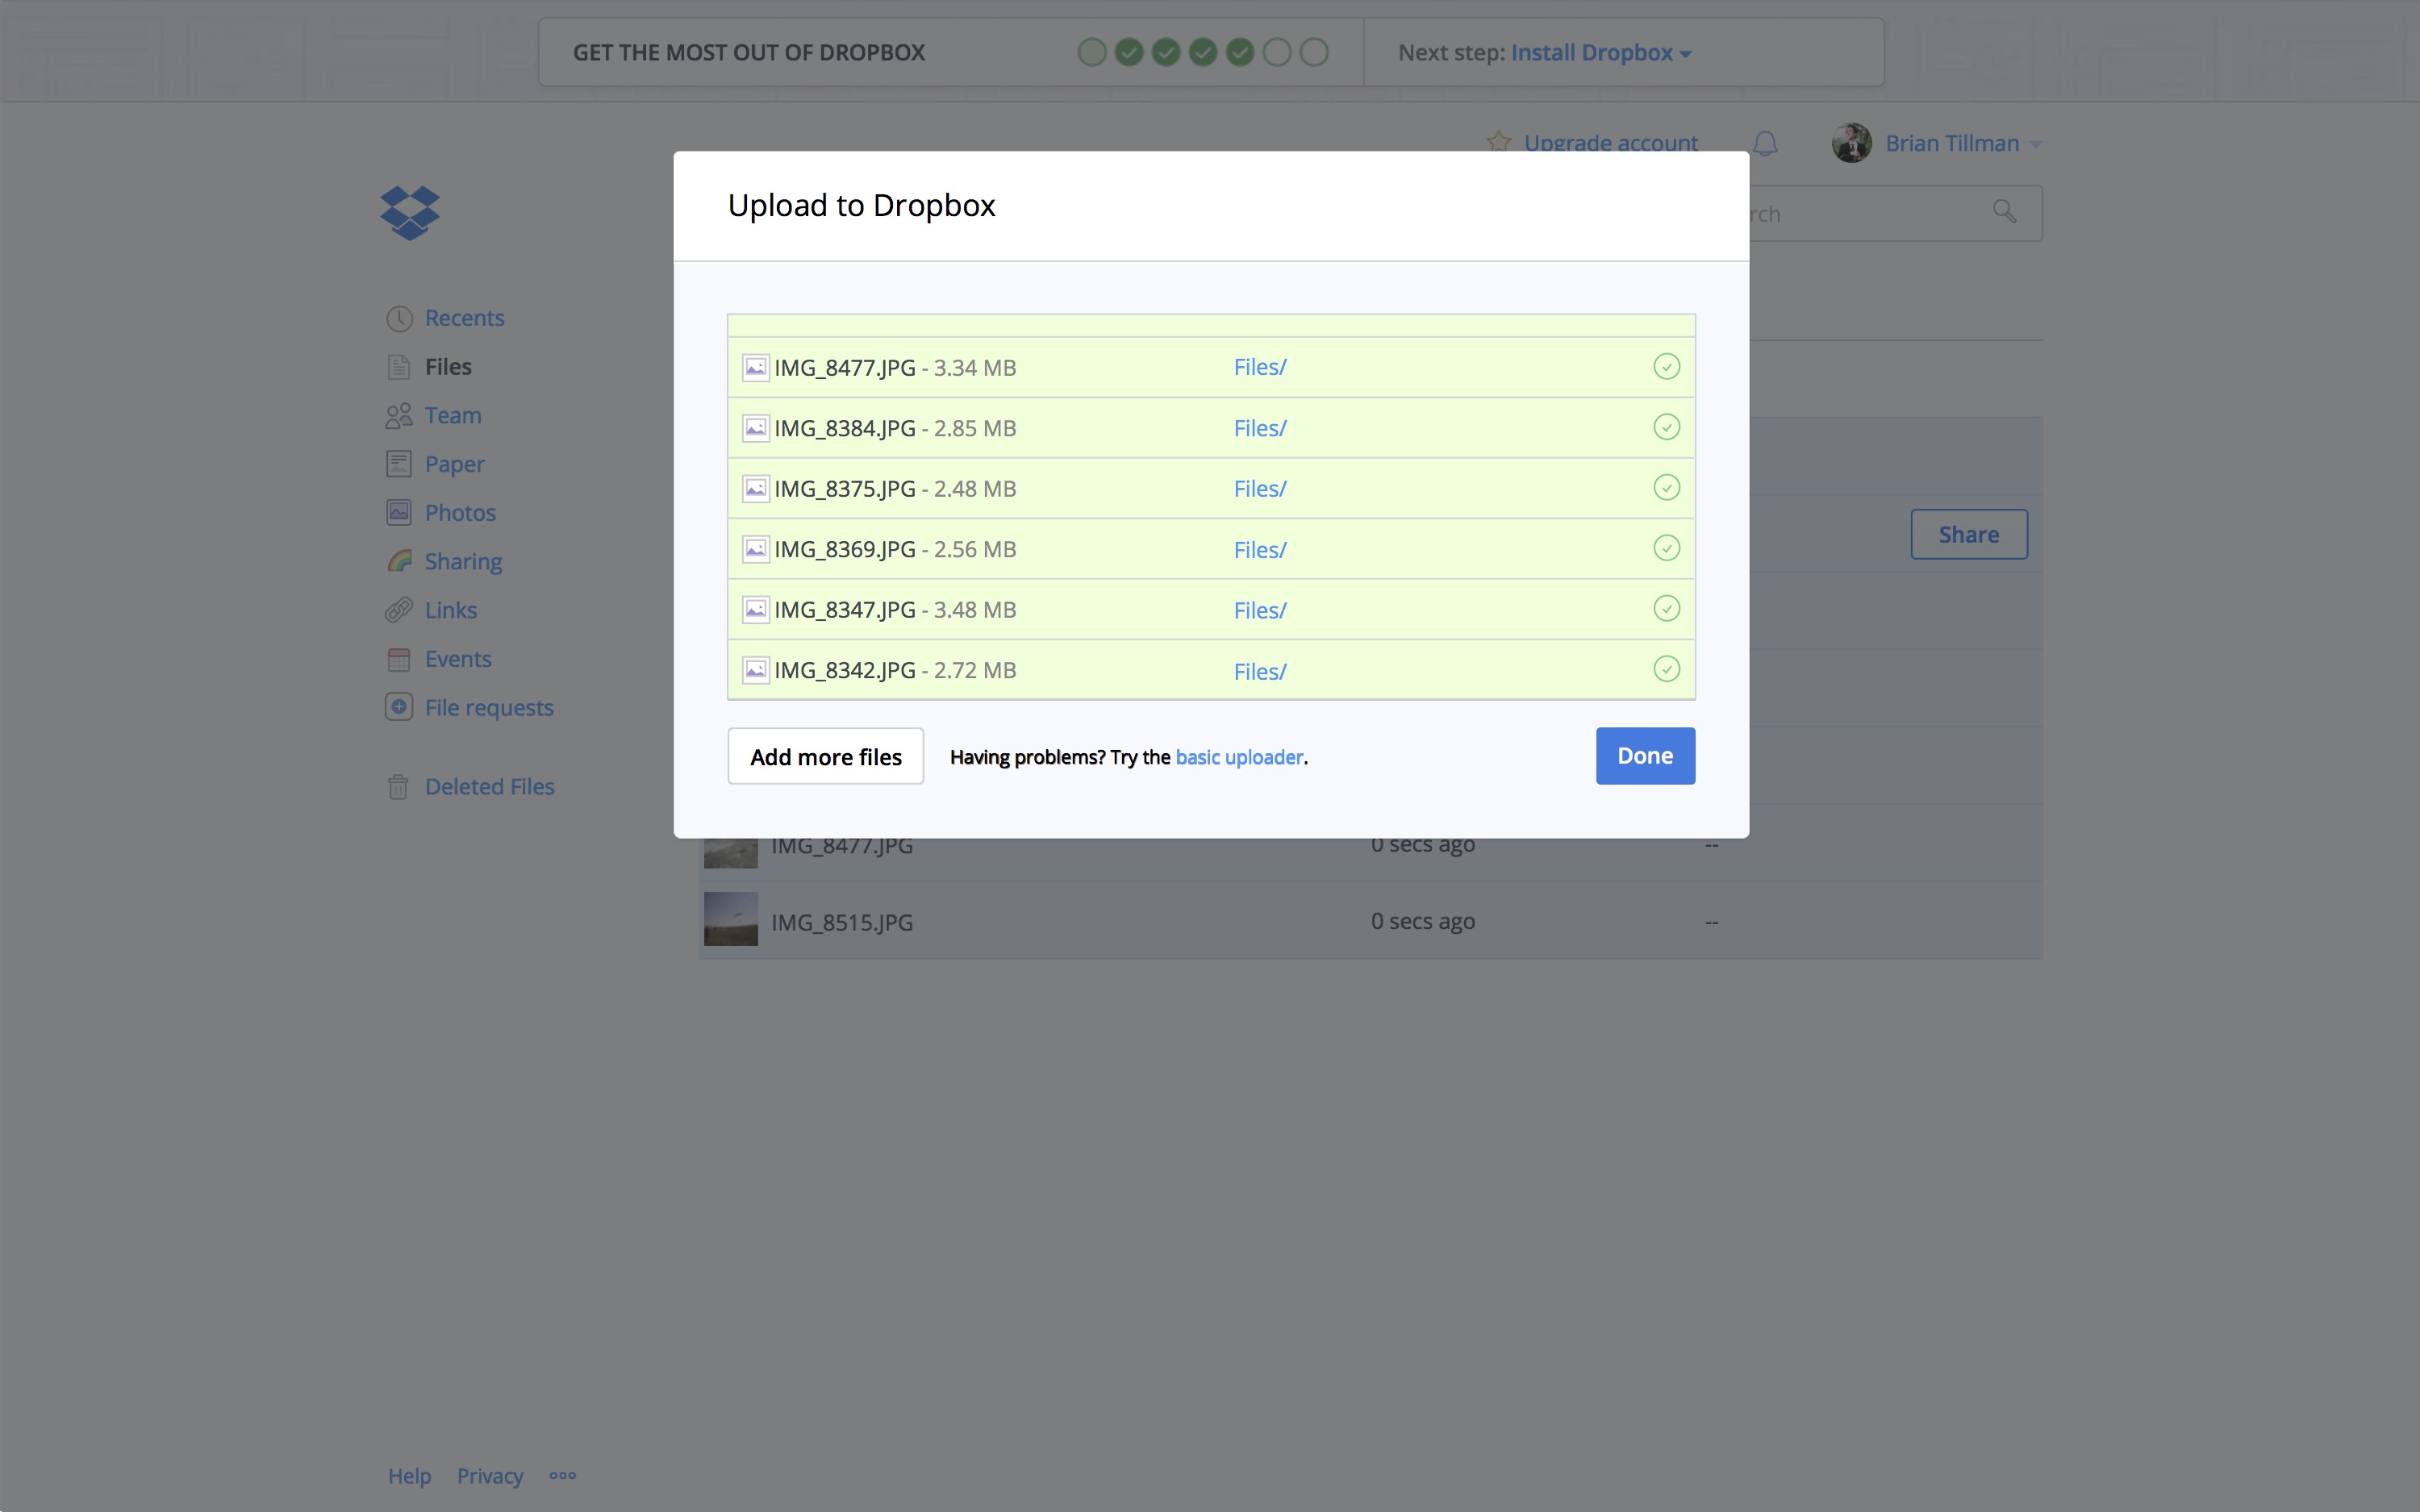 GET THE MOST OUT OF DROPBOX
Next step: Install Dropbox
Upgrade account
Brian Tillman
rch
Upload to Dropbox
IMG_8477.JPG - 3.34 MB Files/
IMG_8384.JPG - 2.85 MB Files/
IMG_8375.JPG - 2.48 MB Files/
IMG_8369.JPG - 2.56 MB Files/
IMG_8347.JPG - 3.48 MB Files/
IMG_8342.JPG - 2.72 MB Files/
Add more files
Having problems? Try the basic uploader.
Done
Recents
Files
Team
Paper
Photos
Sharing
Links
Events
File requests
Deleted Files
Share
IMG_8477.JPG 0 secs ago --
IMG_8515.JPG 0 secs ago --
Help Privacy